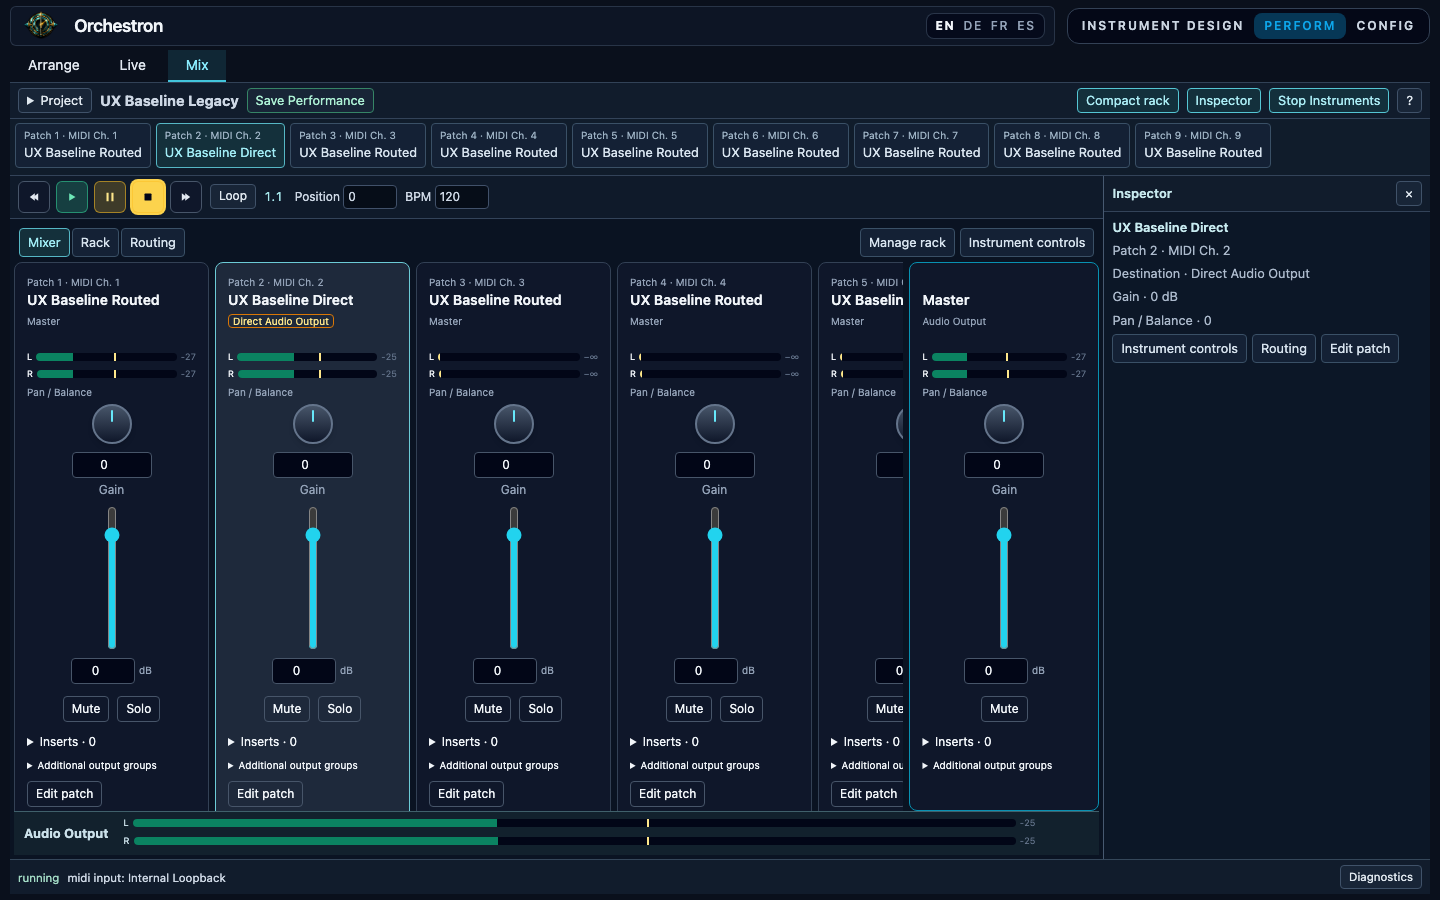 Orchestron
EN DE FR ES
INSTRUMENT DESIGN PERFORM CONFIG
Arrange Live Mix
Project UX Baseline Legacy Save Performance Compact rack Inspector Stop Instruments ?
Patch 1 · MIDI Ch. 1
UX Baseline Routed
Patch 2 · MIDI Ch. 2
UX Baseline Direct
Patch 3 · MIDI Ch. 3
UX Baseline Routed
Patch 4 · MIDI Ch. 4
UX Baseline Routed
Patch 5 · MIDI Ch. 5
UX Baseline Routed
Patch 6 · MIDI Ch. 6
UX Baseline Routed
Patch 7 · MIDI Ch. 7
UX Baseline Routed
Patch 8 · MIDI Ch. 8
UX Baseline Routed
Patch 9 · MIDI Ch. 9
UX Baseline Routed
Loop 1.1 Position 0 BPM 120
Mixer Rack Routing Manage rack Instrument controls
Patch 1 · MIDI Ch. 1
UX Baseline Routed
Master
L -27
R -27
Pan / Balance
0
Gain
0 dB
Mute Solo
Inserts · 0
Additional output groups
Edit patch
Patch 2 · MIDI Ch. 2
UX Baseline Direct
Direct Audio Output
L -25
R -25
Pan / Balance
0
Gain
0 dB
Mute Solo
Inserts · 0
Additional output groups
Edit patch
Patch 3 · MIDI Ch. 3
UX Baseline Routed
Master
L -∞
R -∞
Pan / Balance
0
Gain
0 dB
Mute Solo
Inserts · 0
Additional output groups
Edit patch
Patch 4 · MIDI Ch. 4
UX Baseline Routed
Master
L -∞
R -∞
Pan / Balance
0
Gain
0 dB
Mute Solo
Inserts · 0
Additional output groups
Edit patch
Patch 5 · MIDI
UX Baselin
Master
L
R
Pan / Balance
0
Mute
Inserts · 0
Additional ou
Edit patch
Master
Audio Output
L -27
R -27
Pan / Balance
0
Gain
0 dB
Mute
Inserts · 0
Additional output groups
Audio Output
L -25
R -25
Inspector ×
UX Baseline Direct
Patch 2 · MIDI Ch. 2
Destination · Direct Audio Output
Gain · 0 dB
Pan / Balance · 0
Instrument controls Routing Edit patch
running midi input: Internal Loopback Diagnostics